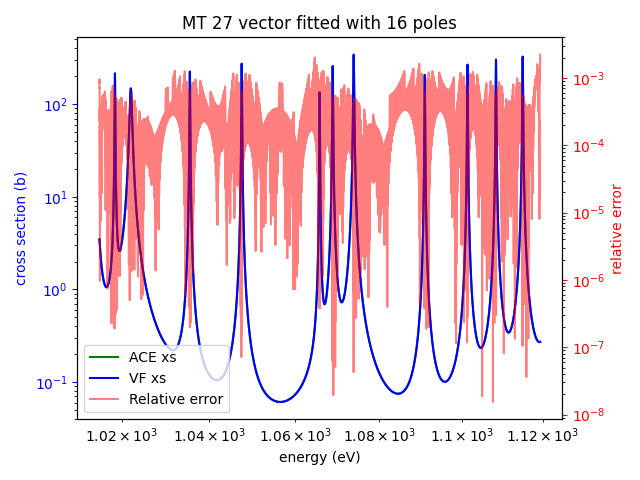 MT 27 vector fitted with 16 poles
cross section (b)
10²
10¹
10⁰
10⁻¹
10⁻³
10⁻⁴
10⁻⁵
10⁻⁶
10⁻⁷
10⁻⁸
relative error
ACE xs
VF xs
Relative error
1.02 × 10³ 1.04 × 10³ 1.06 × 10³ 1.08 × 10³ 1.1 × 10³ 1.12 × 10³
energy (eV)